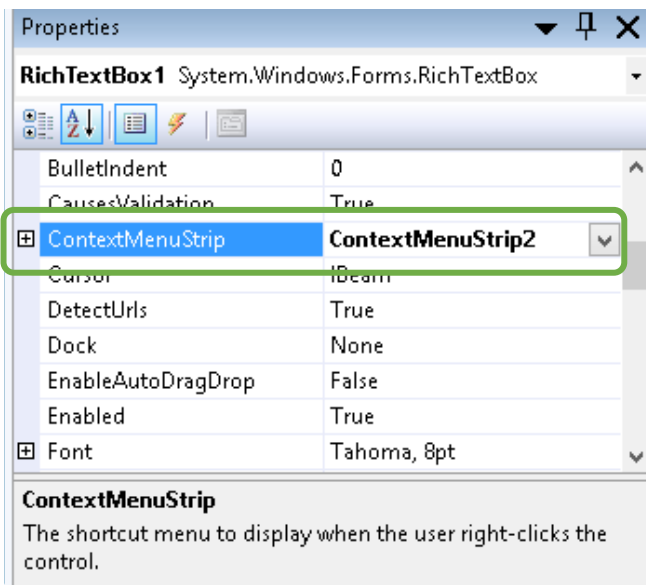 Properties
RichTextBox1 System.Windows.Forms.RichTextBox
BulletIndent 0
CausesValidation True
ContextMenuStrip ContextMenuStrip2
Cursor IBeam
DetectUrls True
Dock None
EnableAutoDragDrop False
Enabled True
Font Tahoma, 8pt
ContextMenuStrip
The shortcut menu to display when the user right-clicks the
control.